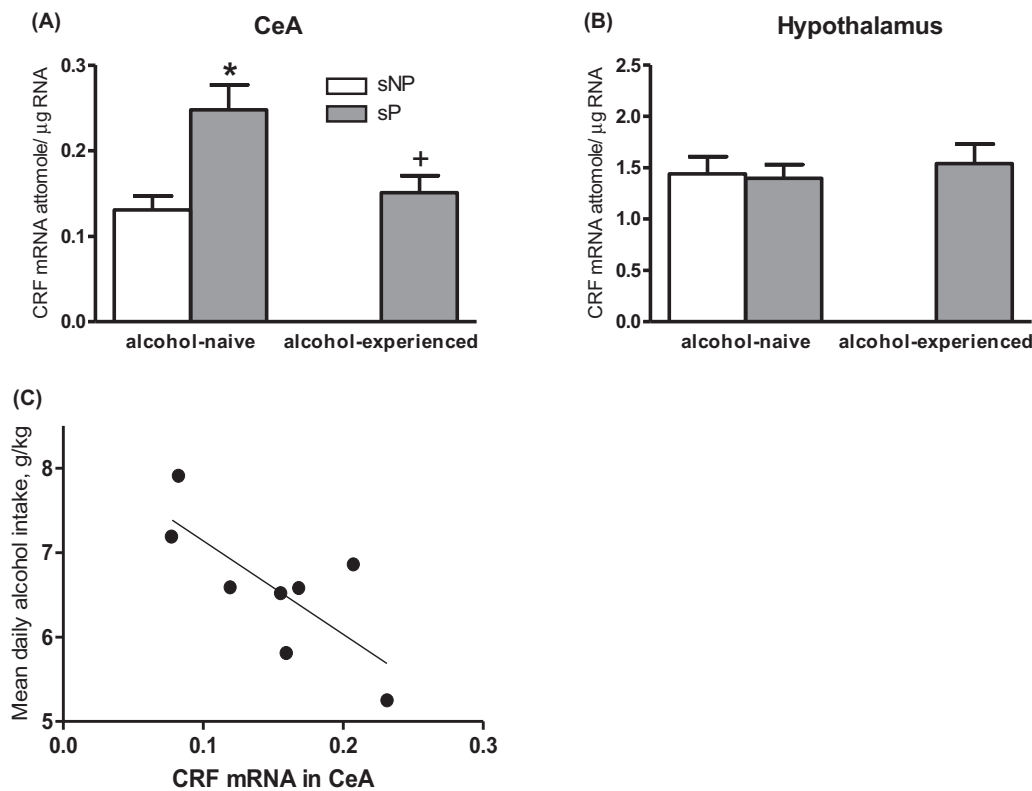 (A)
CeA
CRF mRNA attomole/ μg RNA
0.3
0.2
0.1
0.0
*
+
sNP
sP
alcohol-naive
alcohol-experienced
(B)
Hypothalamus
CRF mRNA attomole/ μg RNA
2.5
2.0
1.5
1.0
0.5
0.0
alcohol-naive
alcohol-experienced
(C)
Mean daily alcohol intake, g/kg
8
7
6
5
0.0
0.1
0.2
0.3
CRF mRNA in CeA